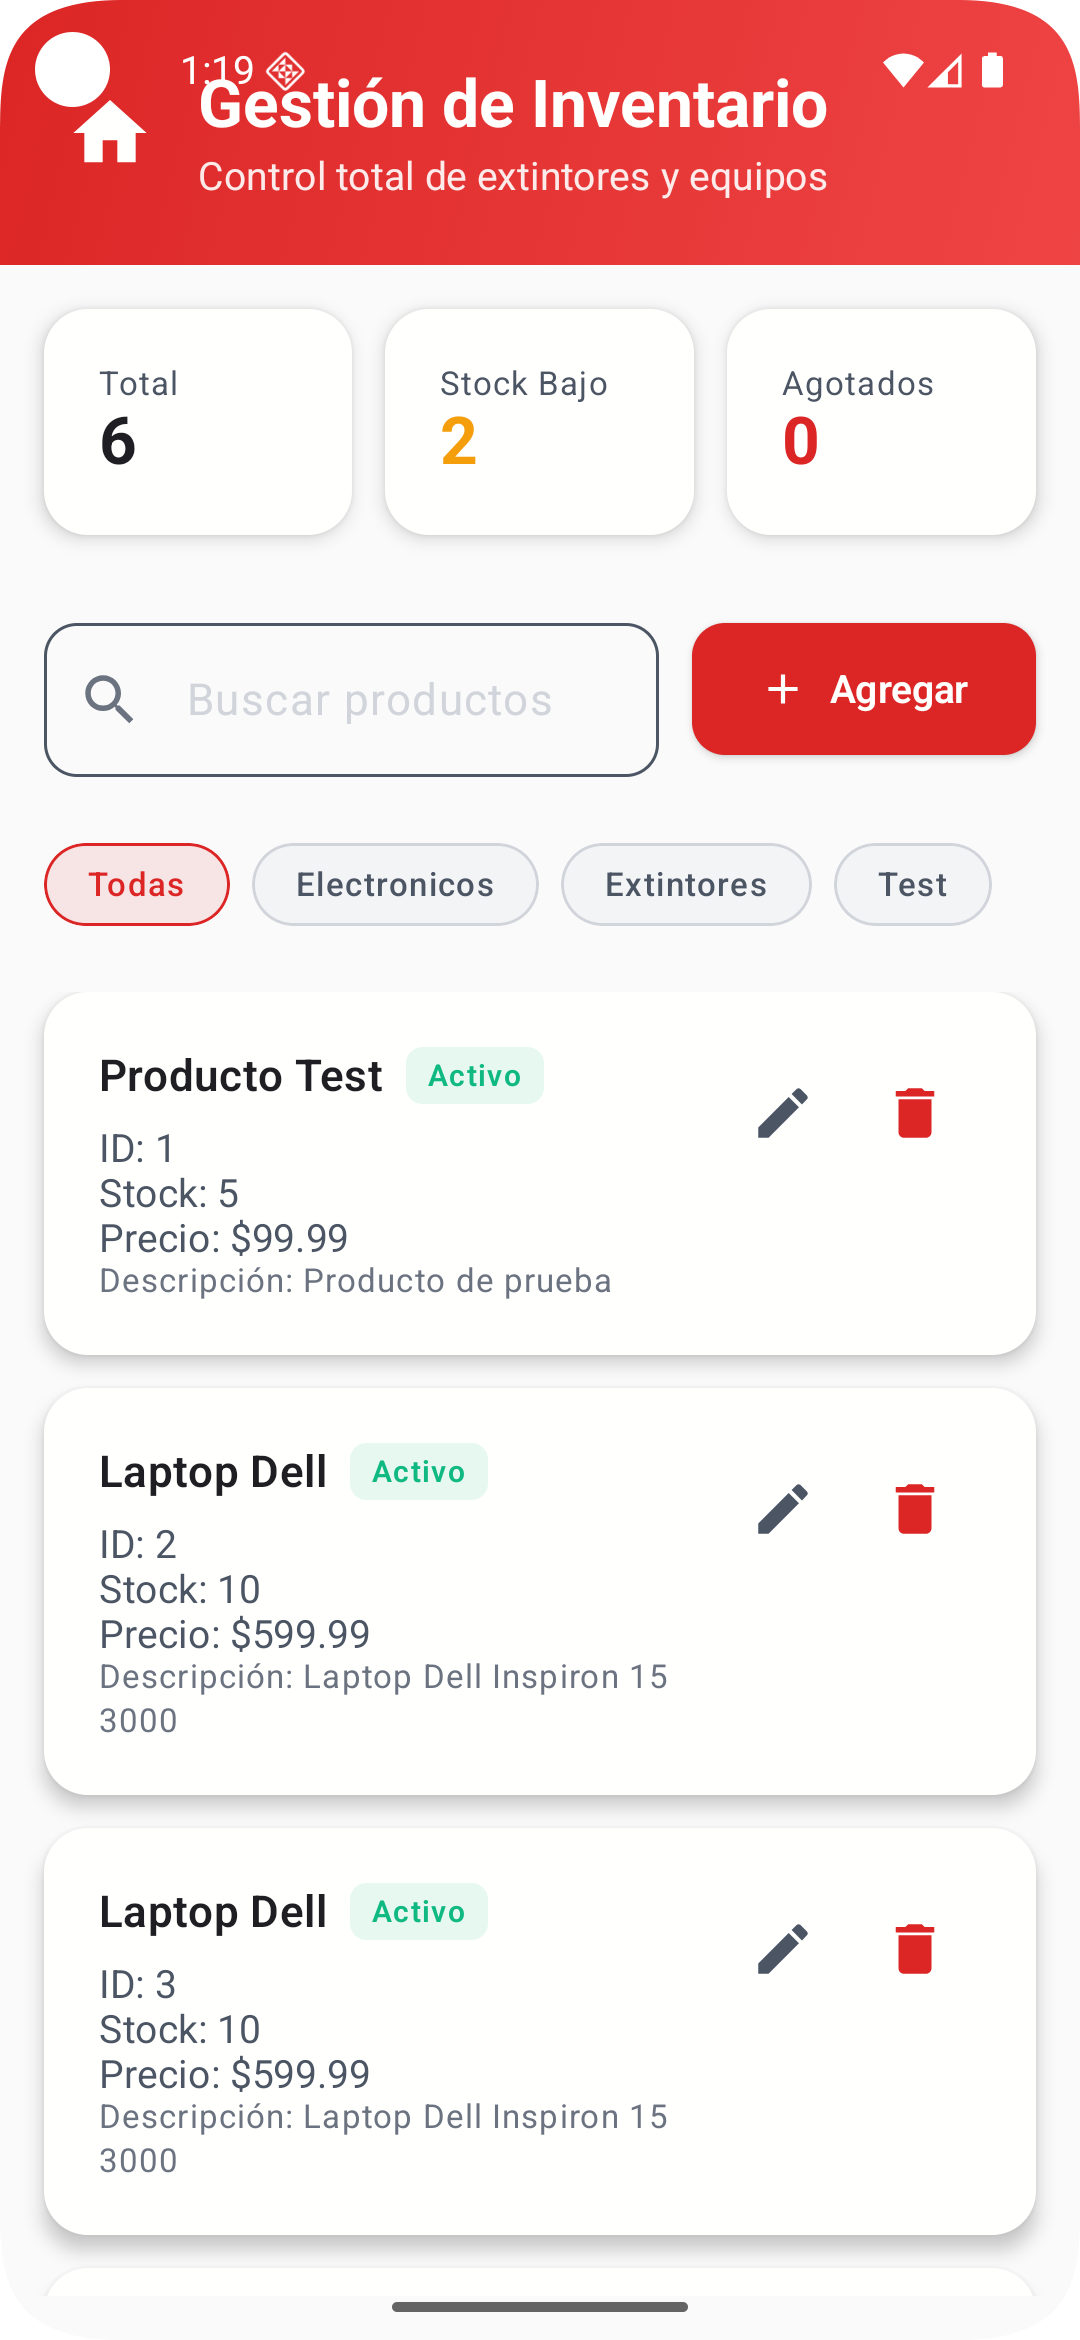 1:19
Gestión de Inventario
Control total de extintores y equipos
Total
6
Stock Bajo
2
Agotados
0
Buscar productos
+ Agregar
Todas
Electronicos
Extintores
Test
Producto Test
Activo
ID: 1
Stock: 5
Precio: $99.99
Descripción: Producto de prueba
Laptop Dell
Activo
ID: 2
Stock: 10
Precio: $599.99
Descripción: Laptop Dell Inspiron 15
3000
Laptop Dell
Activo
ID: 3
Stock: 10
Precio: $599.99
Descripción: Laptop Dell Inspiron 15
3000